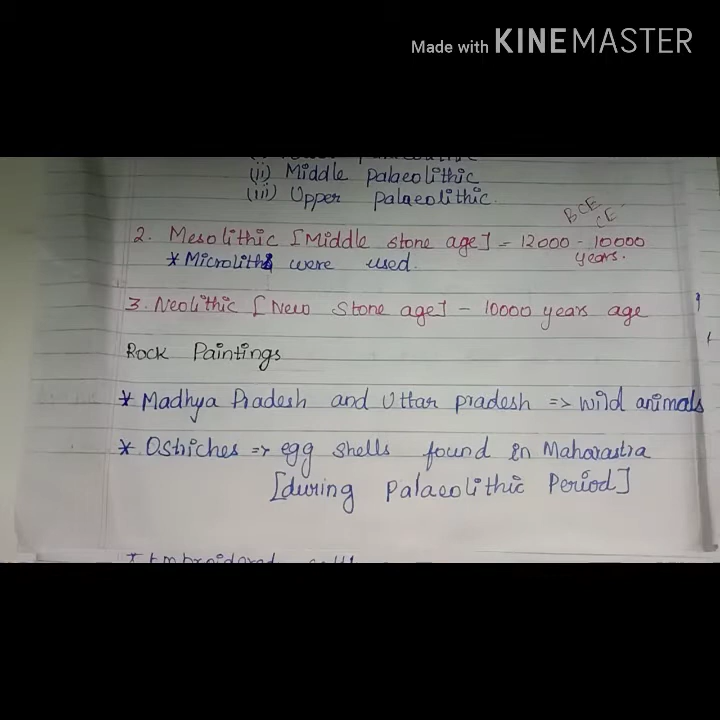 Made with KINEMASTER
(ii) Middle palaeolithic
(iii) Upper palaeolithic.
BCE
CE
2. Mesolithic [Middle stone age] - 12000 - 10000
years.
* Microliths were used.
3. Neolithic [New Stone age] - 10000 years age
Rock Paintings
* Madhya Pradesh and Uttar pradesh => wild animals
* Ostriches => egg shells found in Maharastra
[during Palaeolithic Period]